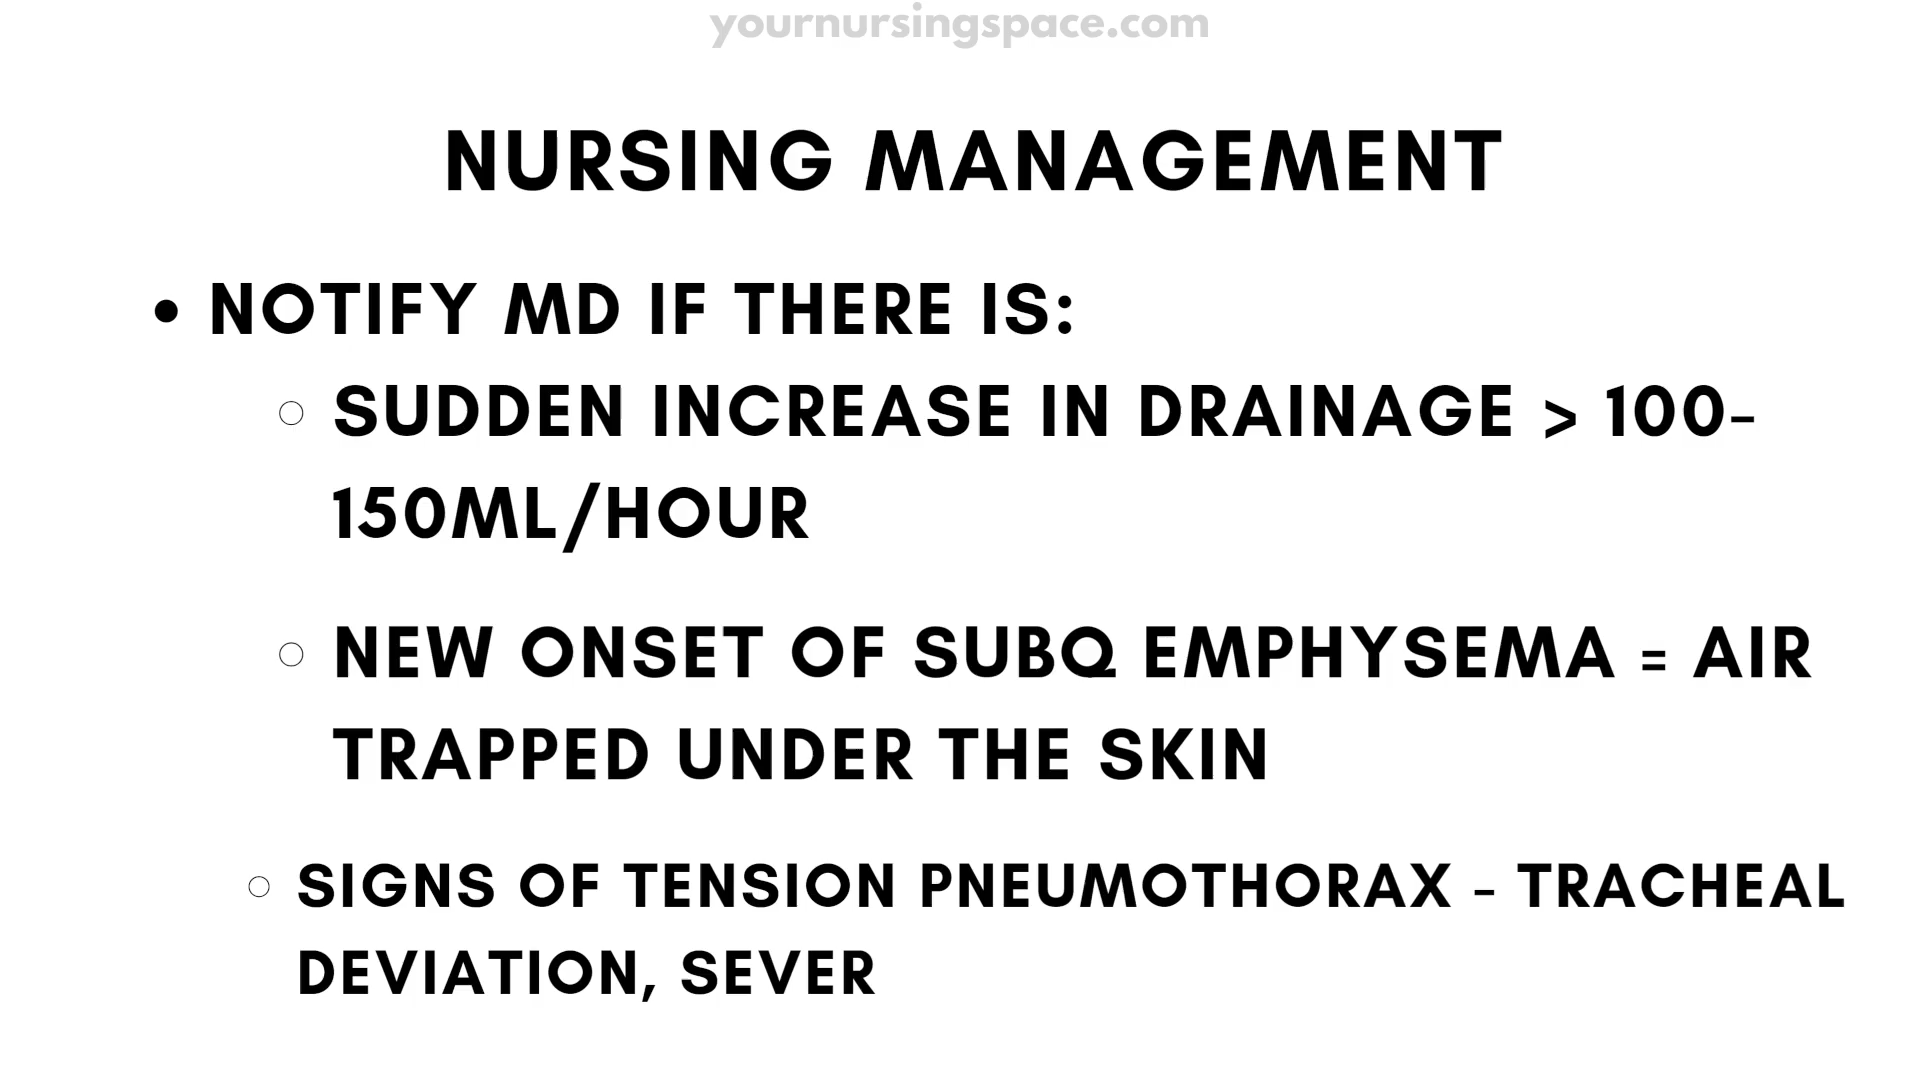 yournursingspace.com
NURSING MANAGEMENT
• NOTIFY MD IF THERE IS:
○ SUDDEN INCREASE IN DRAINAGE > 100-
150ML/HOUR
○ NEW ONSET OF SUBQ EMPHYSEMA = AIR
TRAPPED UNDER THE SKIN
○ SIGNS OF TENSION PNEUMOTHORAX - TRACHEAL
DEVIATION, SEVER